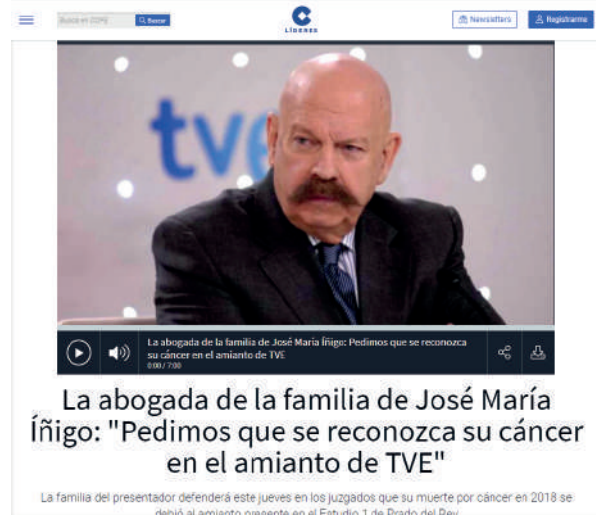 Busca en COPE
Buscar
LÍDERES
Newsletters
Registrarme
tve
La abogada de la familia de José María Íñigo: Pedimos que se reconozca
su cáncer en el amianto de TVE
0:00 / 7:00
La abogada de la familia de José María
Íñigo: "Pedimos que se reconozca su cáncer
en el amianto de TVE"
La familia del presentador defenderá este jueves en los juzgados que su muerte por cáncer en 2018 se
debió al amianto presente en el Estudio 1 de Prado del Rey